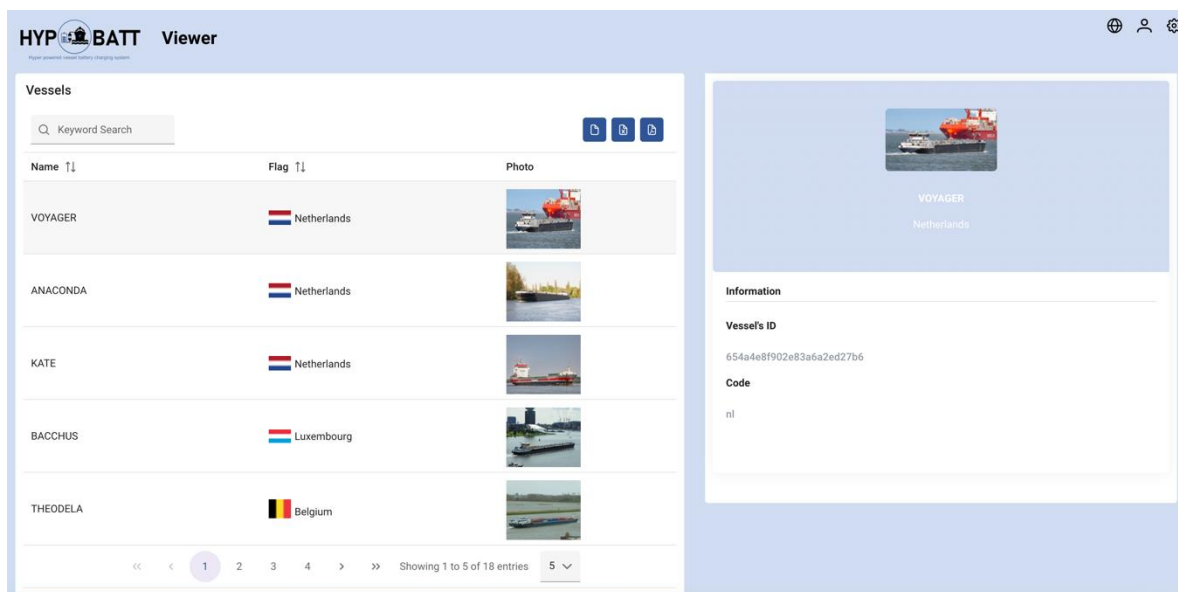 HYP BATT Viewer
Hyper powered vessel battery charging system
Vessels
Keyword Search
Name Flag Photo
VOYAGER Netherlands
ANACONDA Netherlands
KATE Netherlands
BACCHUS Luxembourg
THEODELA Belgium
<< < 1 2 3 4 > >> Showing 1 to 5 of 18 entries 5
VOYAGER
Netherlands
Information
Vessel's ID
654a4e8f902e83a6a2ed27b6
Code
nl